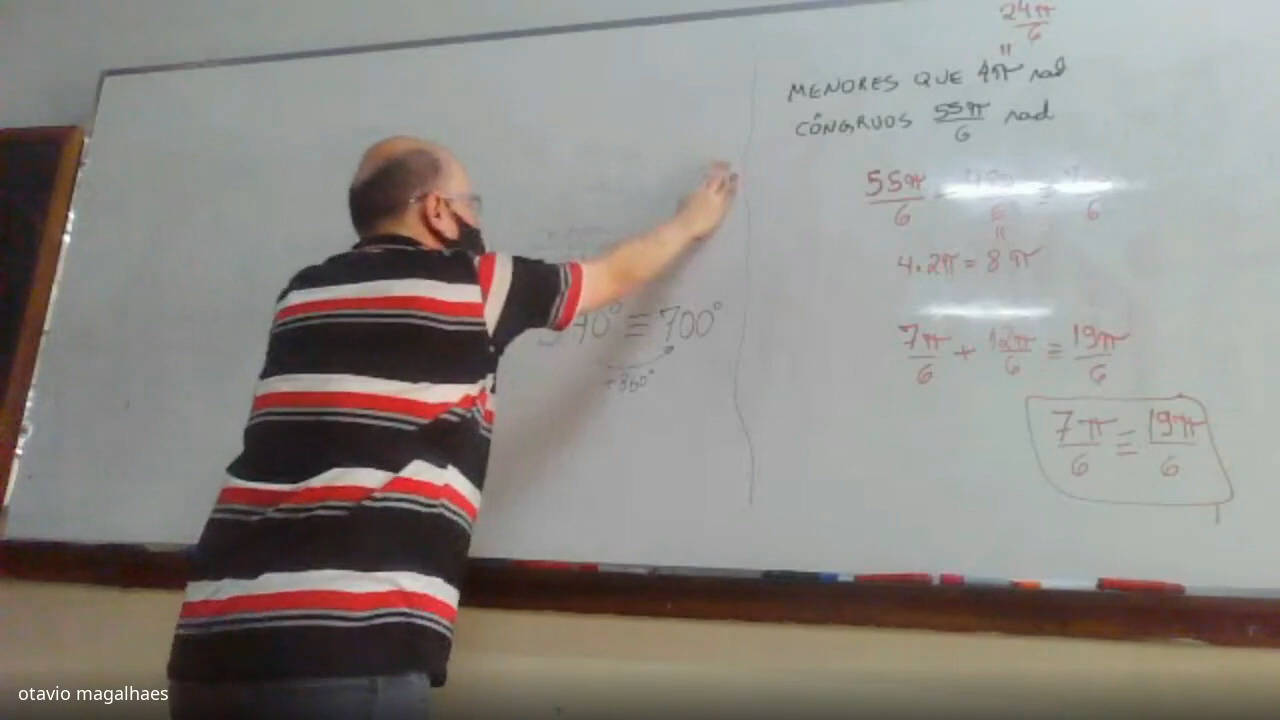 40° ≡ 700°
+360°
24π/6
=
MENORES QUE 4π rad
CÔNGRUOS 55π/6 rad
55π/6 - ≡ /6
=
4.2π = 8π
7π/6 + 12π/6 ≡ 19π/6
7π/6 ≡ 19π/6
otavio magalhaes